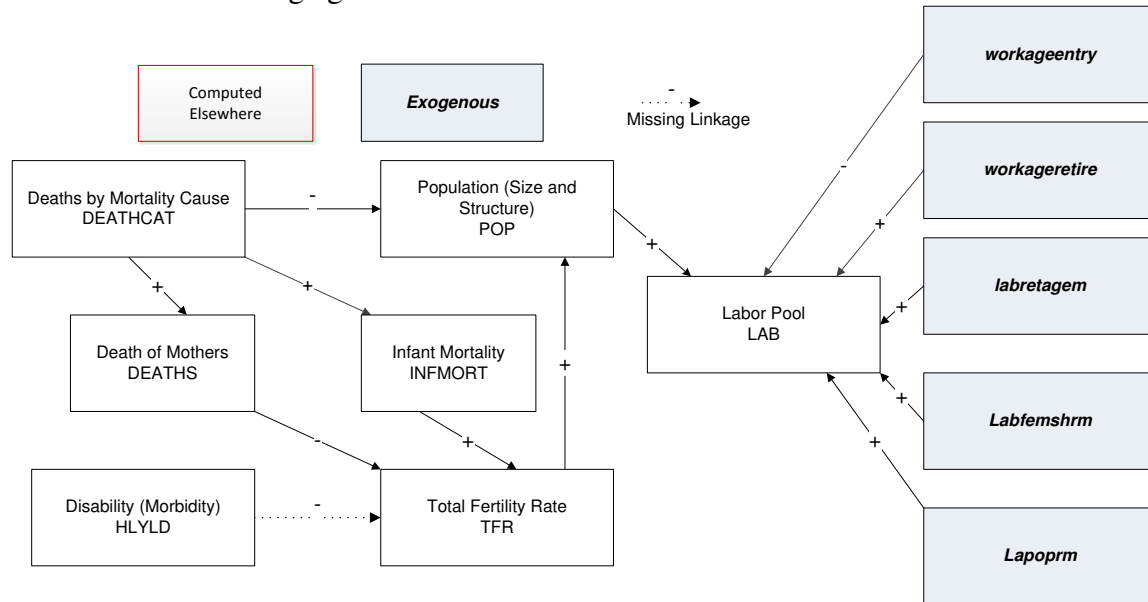 Computed
Elsewhere
Exogenous
-
Missing Linkage
workageentry
workageretire
labretagem
Labfemshrm
Lapoprm
Deaths by Mortality Cause
DEATHCAT
-
Population (Size and
Structure)
POP
+
-
+
+
+
+
Death of Mothers
DEATHS
Infant Mortality
INFMORT
+
Labor Pool
LAB
+
+
+
-
+
Disability (Morbidity)
HLYLD
-
Total Fertility Rate
TFR